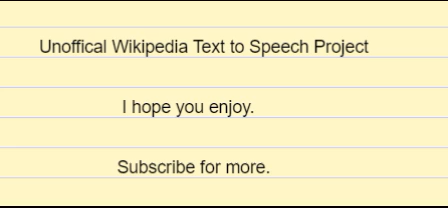 Unoffical Wikipedia Text to Speech Project
I hope you enjoy.
Subscribe for more.